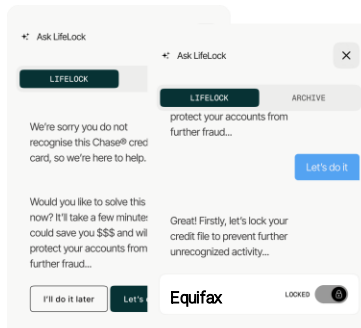 Ask LifeLock
LIFELOCK
We're sorry you do not
recognise this Chase® cred
card, so we're here to help.
Would you like to solve this
now? It'll take a few minutes
could save you $$$ and wil
protect your accounts from
further fraud...
I'll do it later
Let's
Ask LifeLock
LIFELOCK
ARCHIVE
protect your accounts from
further fraud...
Let's do it
Great! Firstly, let's lock your
credit file to prevent further
unrecognized activity...
Equifax
LOCKED